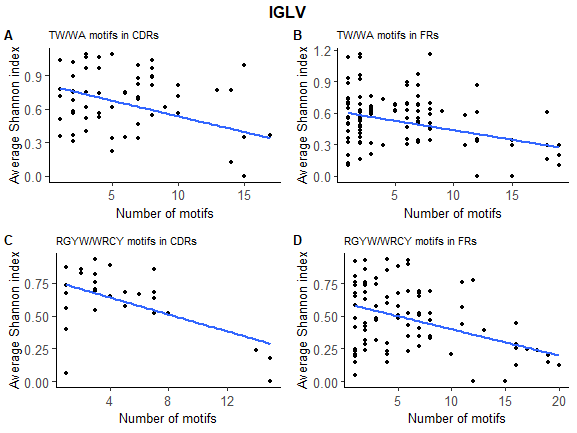 IGLV
A
TW/WA motifs in CDRs
Average Shannon index
0.9
0.6
0.3
0.0
5
10
15
Number of motifs
B
TW/WA motifs in FRs
Average Shannon index
1.2
0.9
0.6
0.3
0.0
5
10
15
Number of motifs
C
RGYW/WRCY motifs in CDRs
Average Shannon index
0.75
0.50
0.25
0.00
4
8
12
Number of motifs
D
RGYW/WRCY motifs in FRs
Average Shannon index
0.75
0.50
0.25
0.00
5
10
15
20
Number of motifs